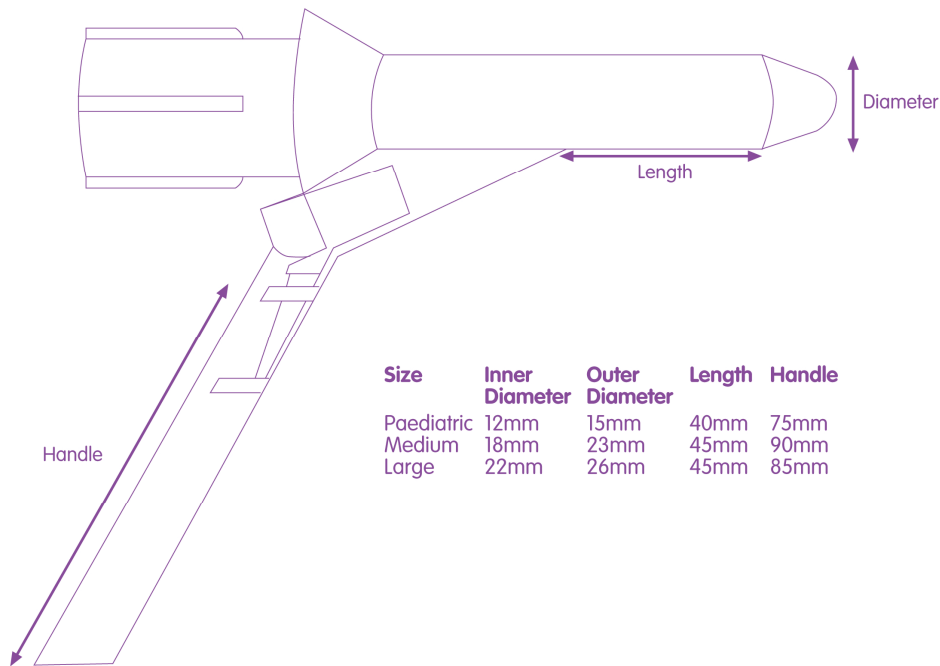 Diameter
Length
Handle
Size Inner Diameter Outer Diameter Length Handle
Paediatric 12mm 15mm 40mm 75mm
Medium 18mm 23mm 45mm 90mm
Large 22mm 26mm 45mm 85mm